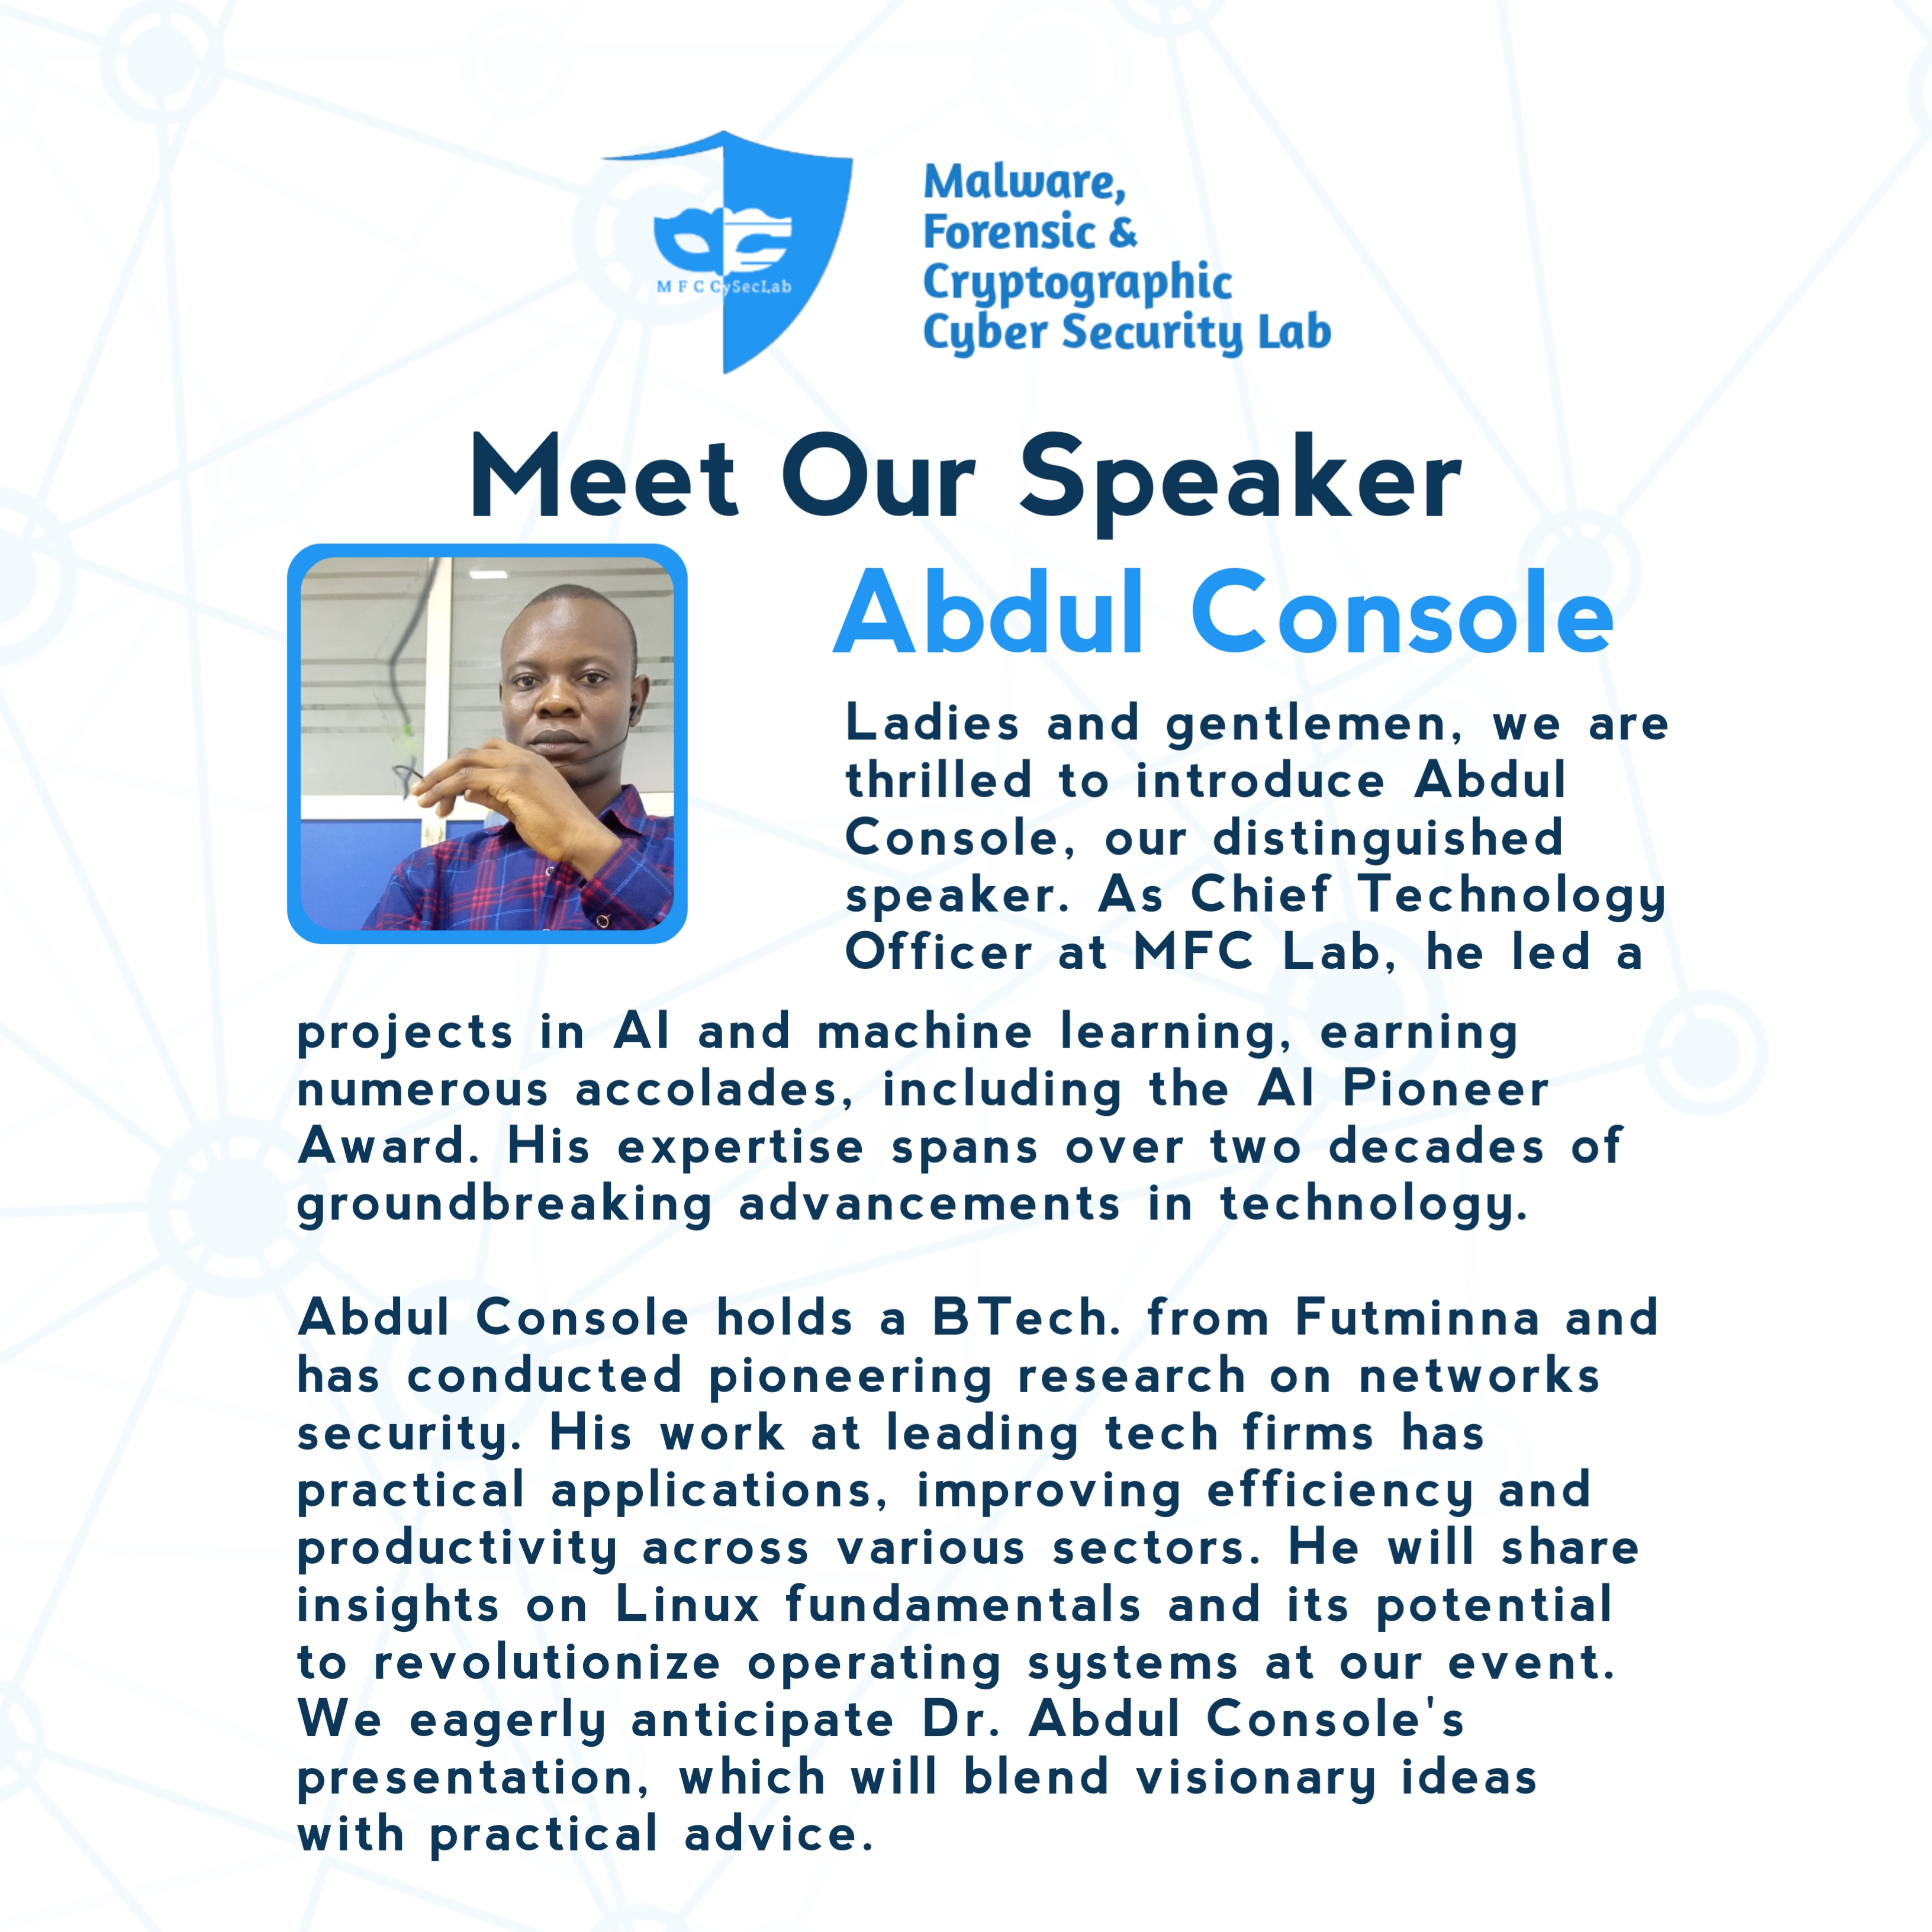 MFCCySecLab
Malware,
Forensic &
Cryptographic
Cyber Security Lab
Meet Our Speaker
Abdul Console
Ladies and gentlemen, we are
thrilled to introduce Abdul
Console, our distinguished
speaker. As Chief Technology
Officer at MFC Lab, he led a
projects in AI and machine learning, earning
numerous accolades, including the AI Pioneer
Award. His expertise spans over two decades of
groundbreaking advancements in technology.
Abdul Console holds a BTech. from Futminna and
has conducted pioneering research on networks
security. His work at leading tech firms has
practical applications, improving efficiency and
productivity across various sectors. He will share
insights on Linux fundamentals and its potential
to revolutionize operating systems at our event.
We eagerly anticipate Dr. Abdul Console's
presentation, which will blend visionary ideas
with practical advice.